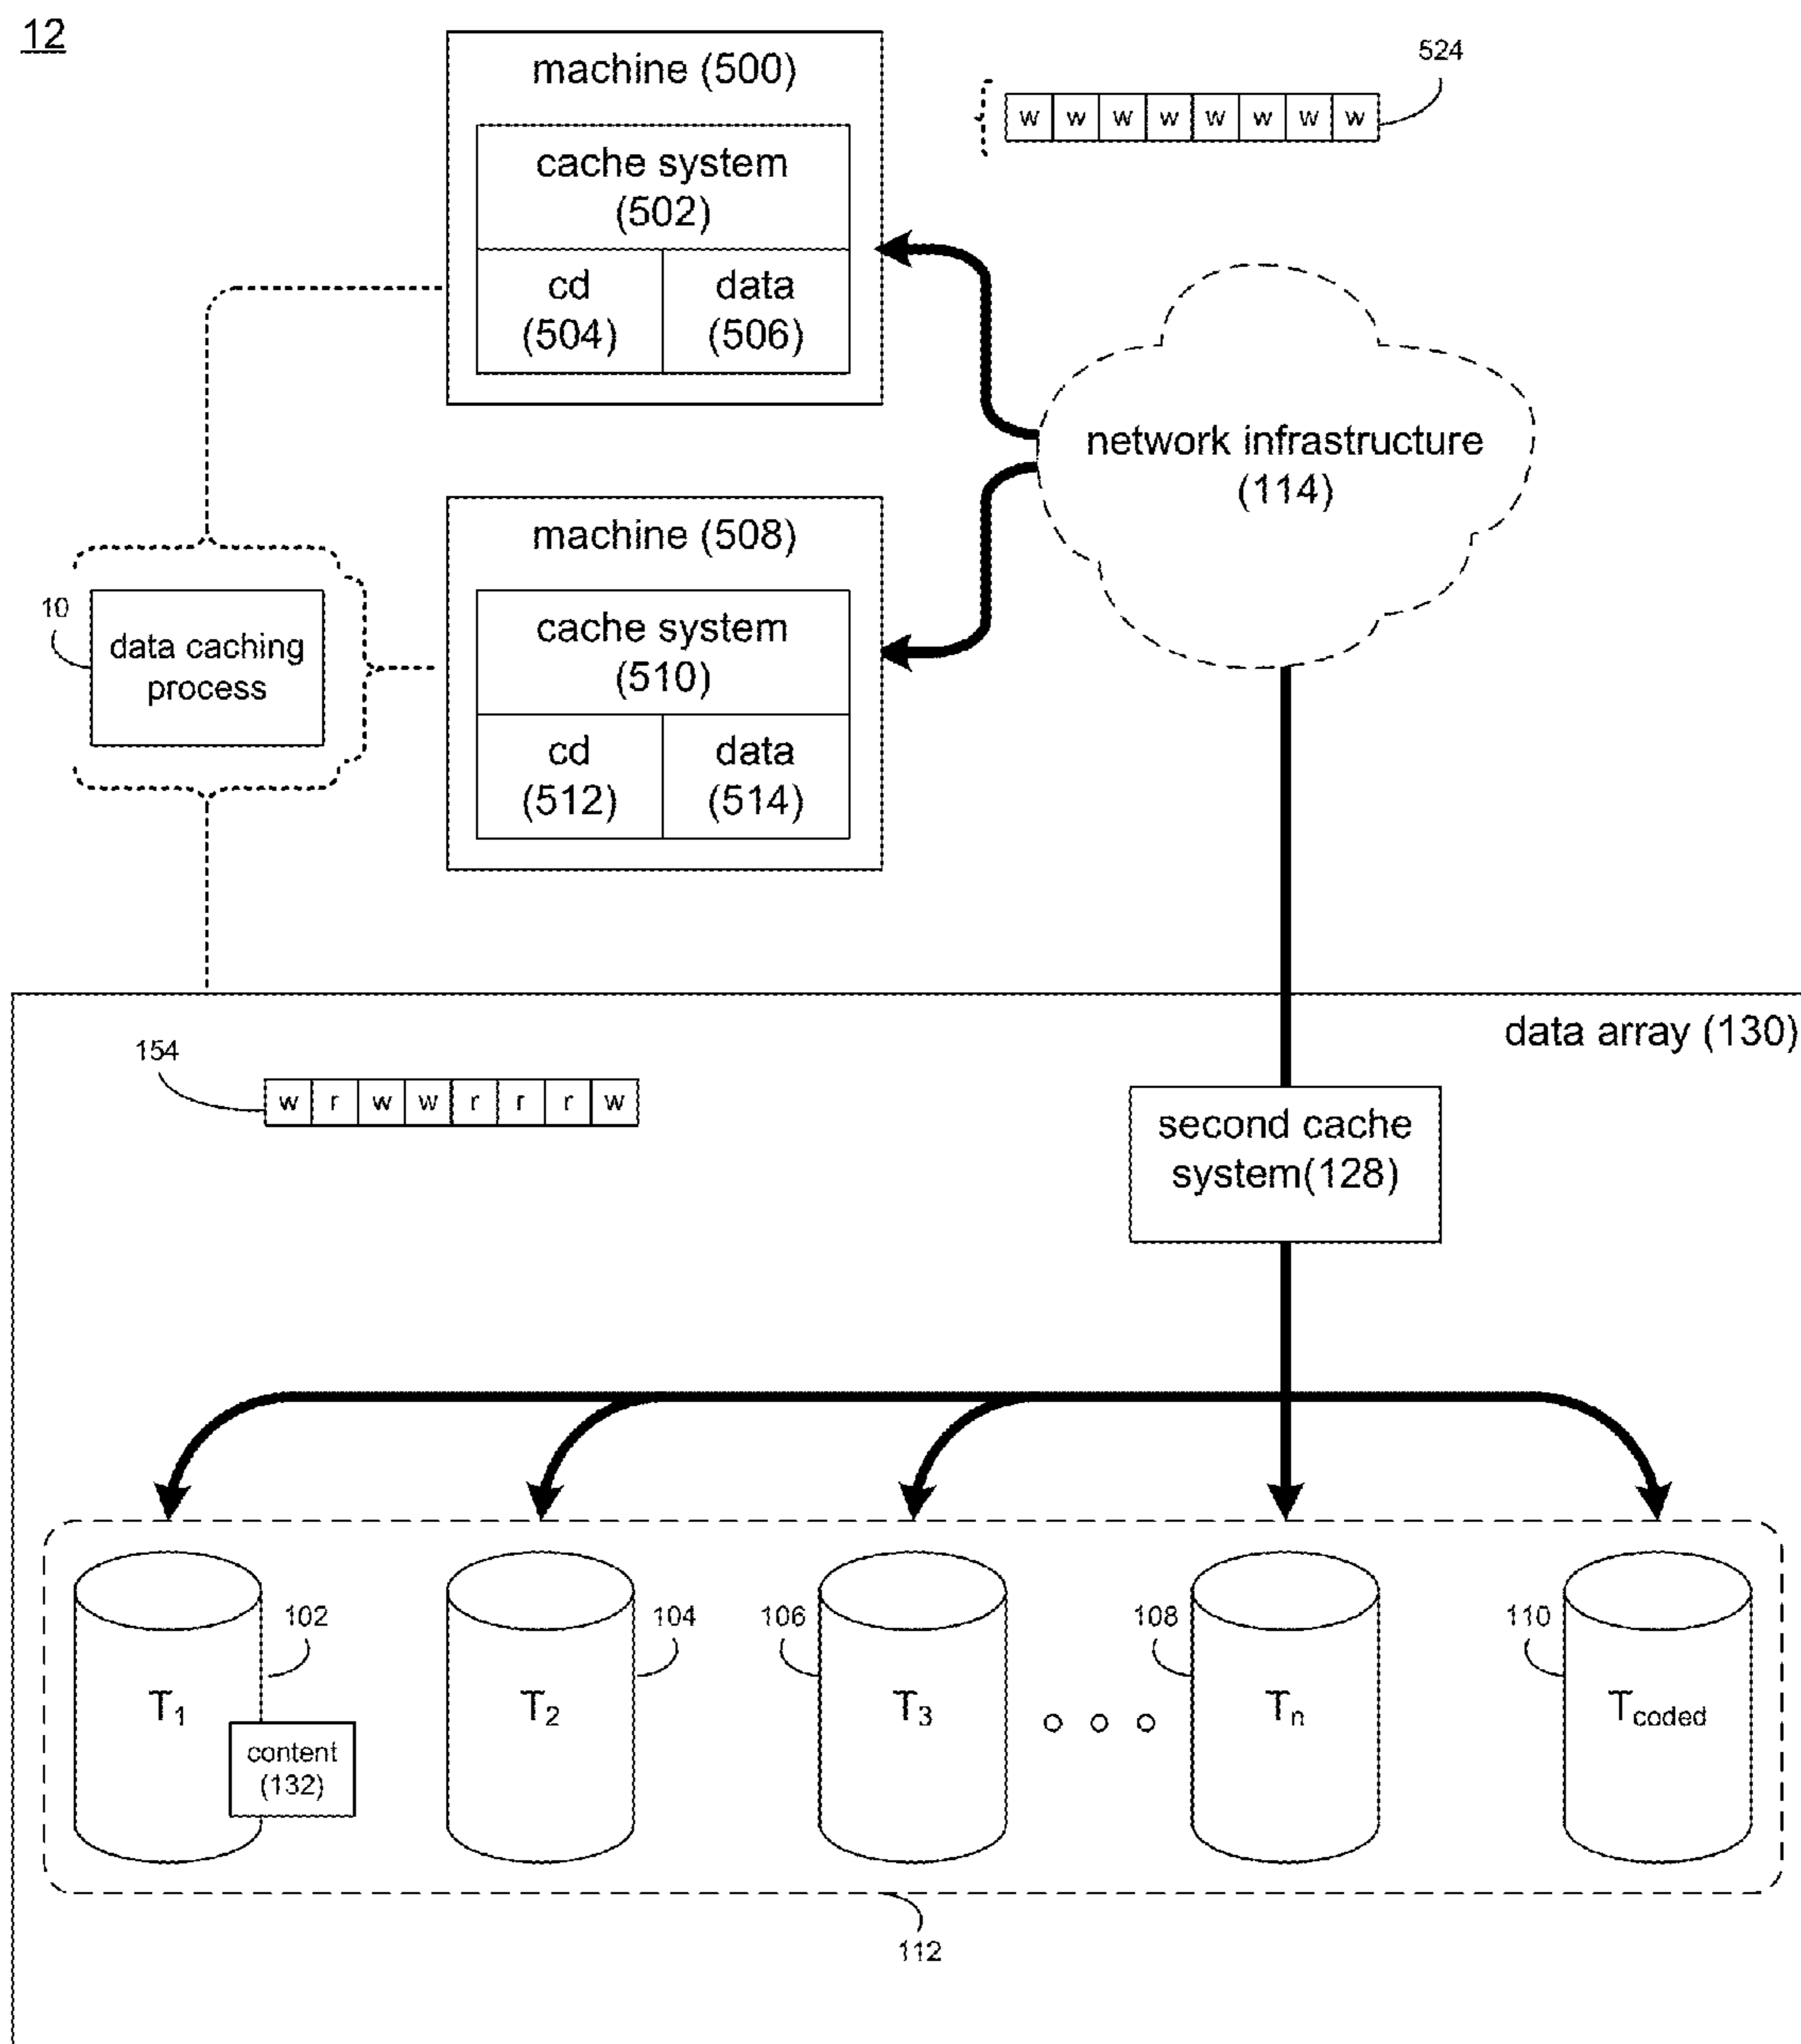 12
machine (500)
cache system
(502)
cd
(504)
data
(506)
524
w w w w w w w w
network infrastructure
(114)
machine (508)
cache system
(510)
cd
(512)
data
(514)
10
data caching
process
data array (130)
154
w r w w r r r w
second cache
system(128)
102
104
106
108
110
T1
T2
T3
Tn
Tcoded
content
(132)
112